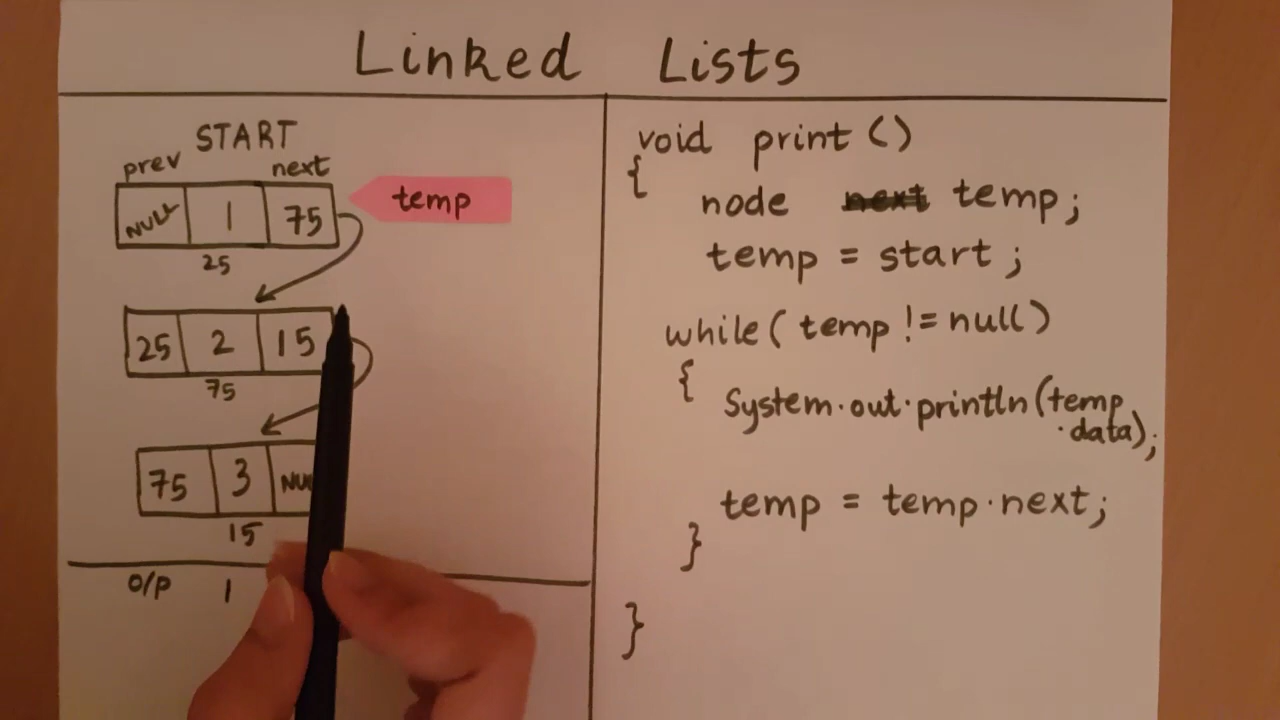 Linked Lists
START
prev next
NULL 1 75
25
temp
25 2 15
75
75 3
15
O/P 1
void print ()
{
node temp;
temp = start;
while( temp != null)
{
System.out.println(temp
.data);
temp = temp.next;
}
}